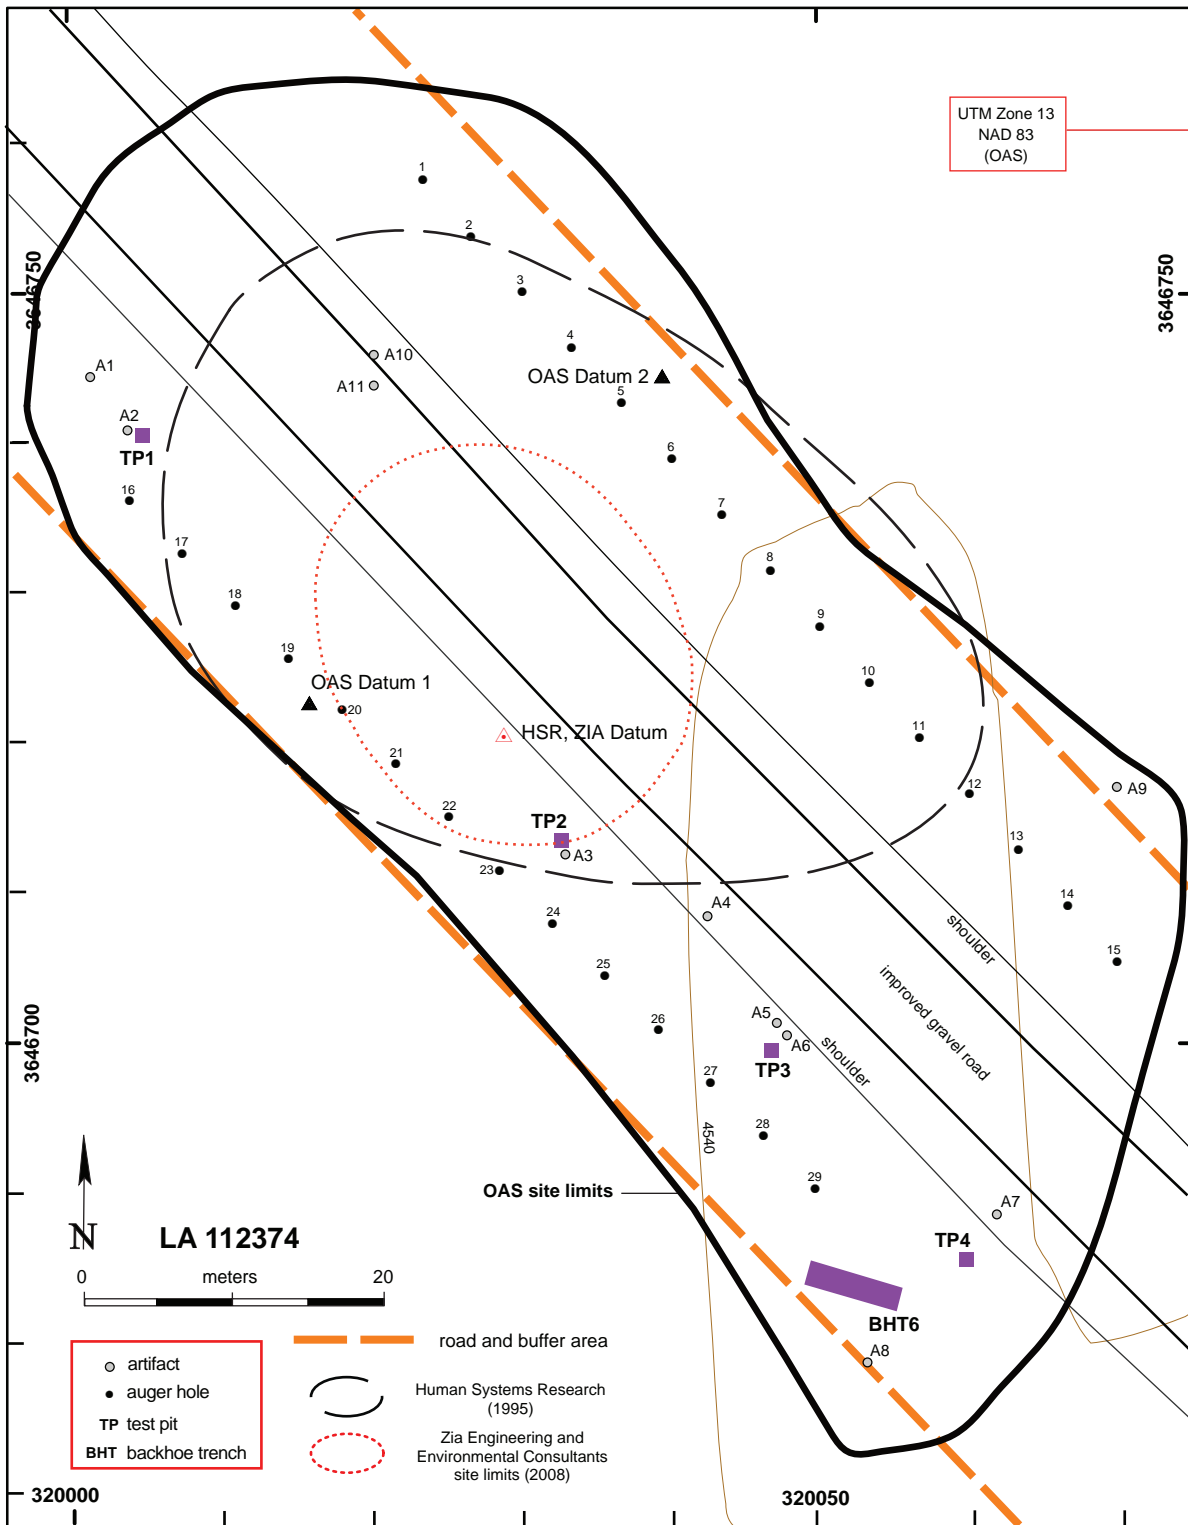 UTM Zone 13
NAD 83
(OAS)
3646750
3646750
1
2
3
4
OAS Datum 2
5
6
7
8
9
10
11
12
13
14
15
A10
A11
A1
A2
TP1
16
17
18
19
OAS Datum 1
20
21
22
23
24
25
26
27
28
29
HSR, ZIA Datum
TP2
A3
A4
A5
A6
TP3
A9
shoulder
improved gravel road
shoulder
3646700
4540
OAS site limits
A7
TP4
BHT6
A8
N
LA 112374
0 meters 20
artifact
auger hole
TP test pit
BHT backhoe trench
road and buffer area
Human Systems Research
(1995)
Zia Engineering and
Environmental Consultants
site limits (2008)
320000
320050